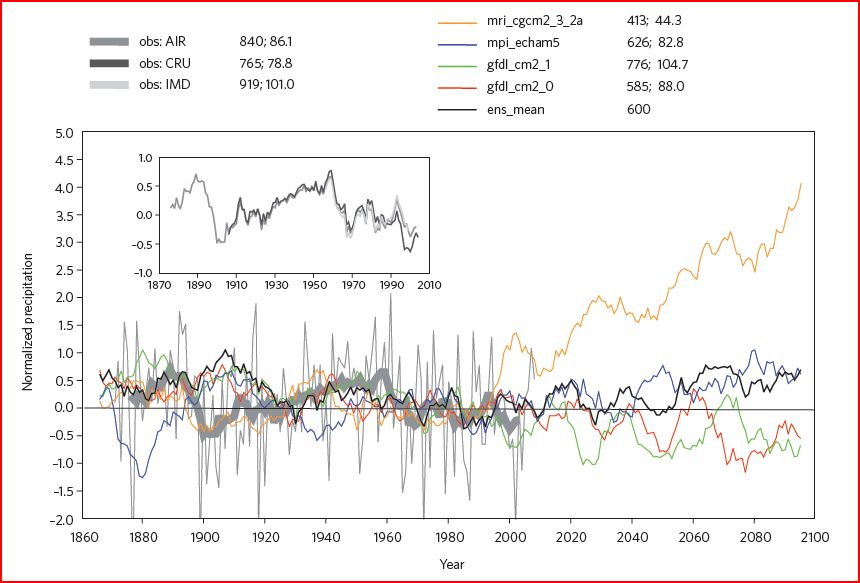 mri_cgcm2_3_2a 413; 44.3
obs: AIR 840; 86.1
mpi_echam5 626; 82.8
obs: CRU 765; 78.8
gfdl_cm2_1 776; 104.7
obs: IMD 919; 101.0
gfdl_cm2_0 585; 88.0
ens_mean 600
5.0
4.5
4.0
3.5
3.0
2.5
2.0
1.5
1.0
0.5
0.0
−0.5
−1.0
−1.5
−2.0
Normalized precipitation
1.0
0.5
0.0
−0.5
−1.0
1870 1890 1910 1930 1950 1970 1990 2010
1860 1880 1900 1920 1940 1960 1980 2000 2020 2040 2060 2080 2100
Year